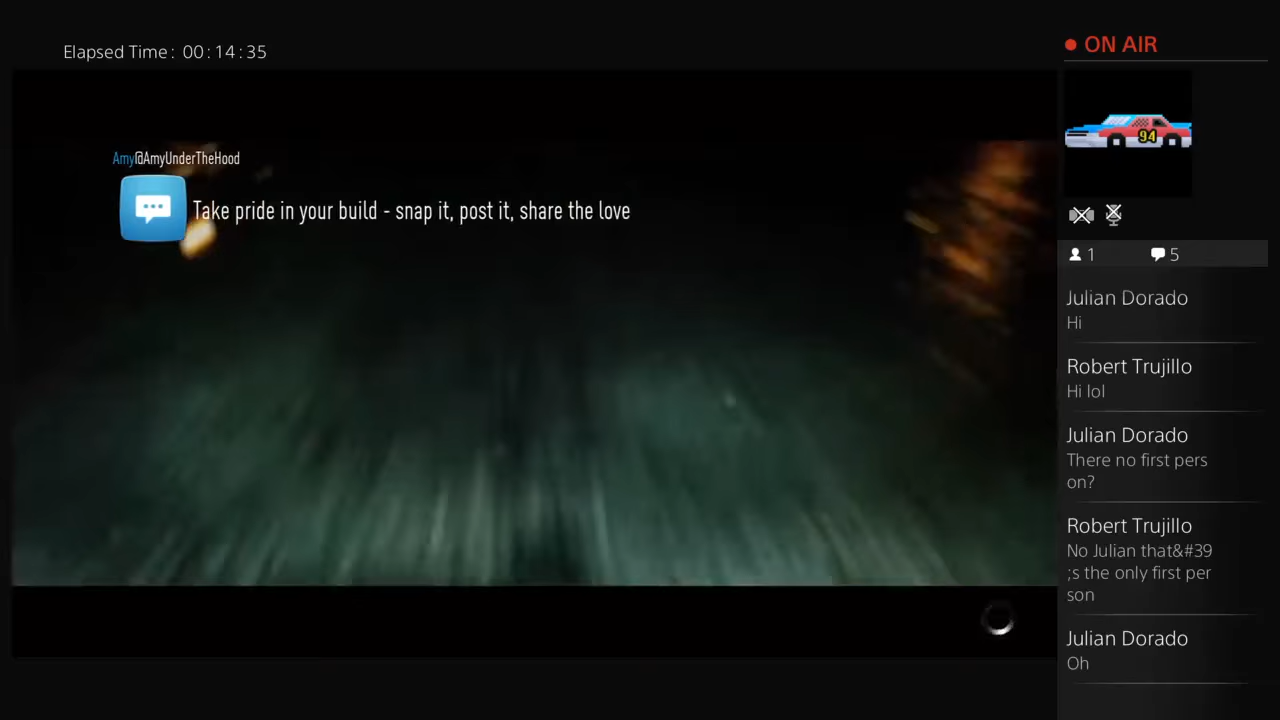 Elapsed Time: 00:14:35
ON AIR
94
Amy@AmyUnderTheHood
Take pride in your build - snap it, post it, share the love
1 5
Julian Dorado
Hi
Robert Trujillo
Hi lol
Julian Dorado
There no first pers
on?
Robert Trujillo
No Julian that&#39
;s the only first per
son
Julian Dorado
Oh